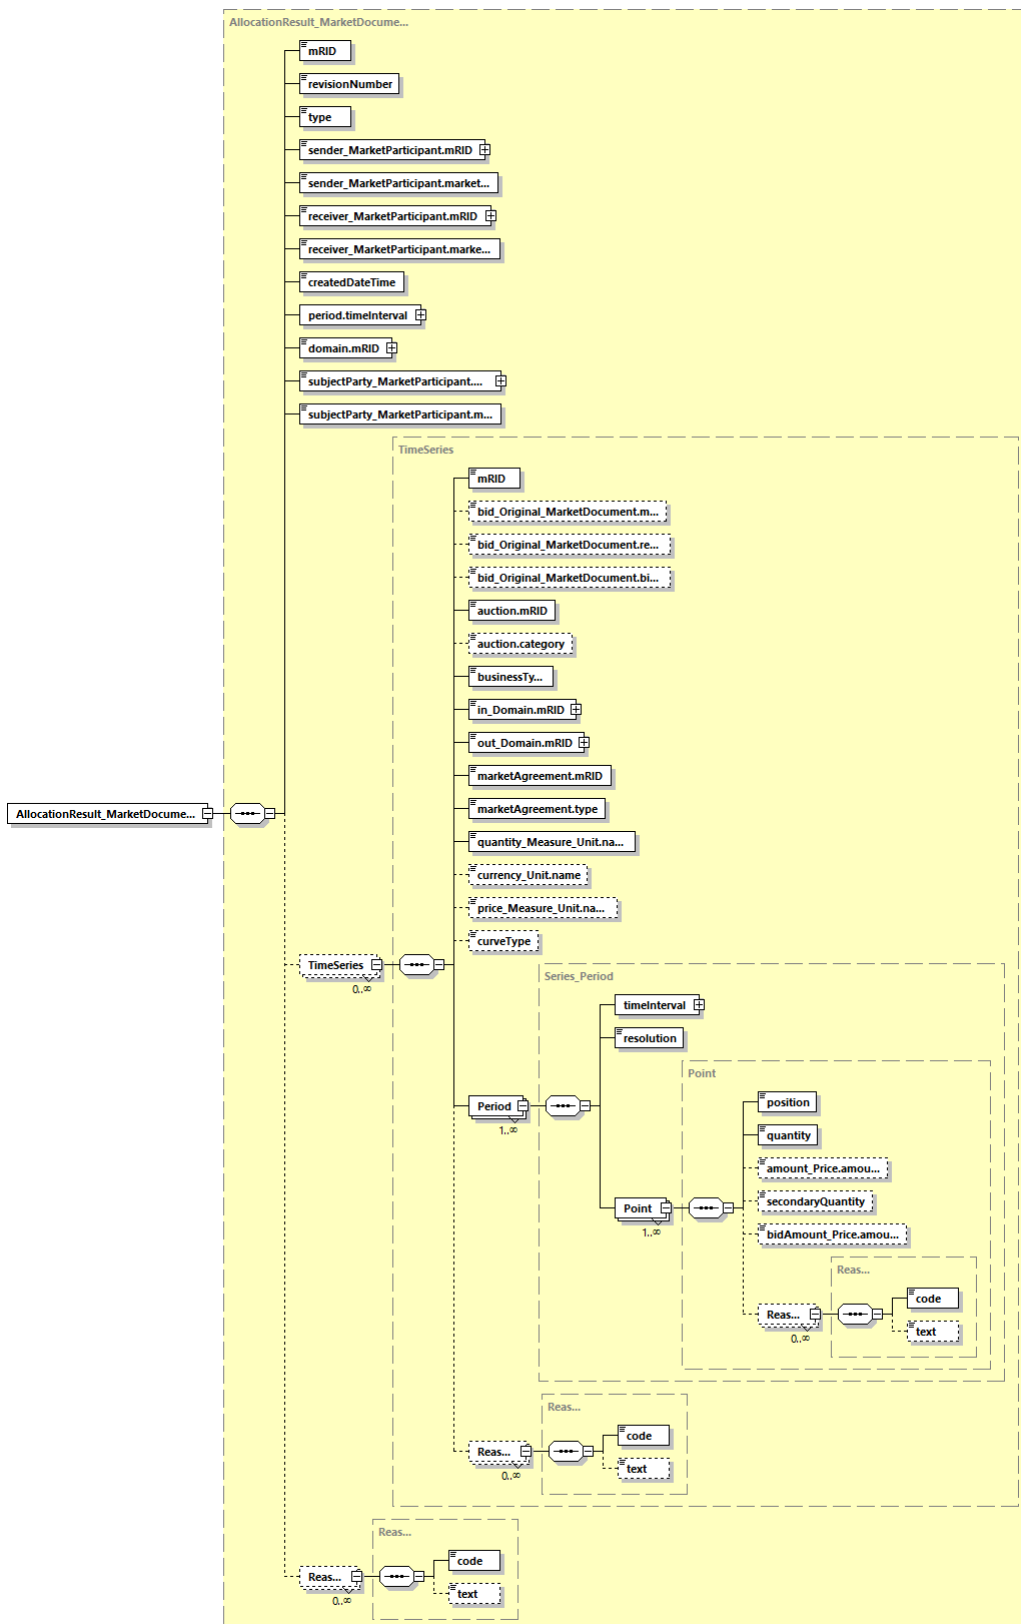 AllocationResult_MarketDocume...
mRID
revisionNumber
type
sender_MarketParticipant.mRID
sender_MarketParticipant.market...
receiver_MarketParticipant.mRID
receiver_MarketParticipant.marke...
createdDateTime
period.timeInterval
domain.mRID
subjectParty_MarketParticipant....
subjectParty_MarketParticipant.m...
TimeSeries
mRID
bid_Original_MarketDocument.m...
bid_Original_MarketDocument.re...
bid_Original_MarketDocument.bi...
auction.mRID
auction.category
businessTy...
in_Domain.mRID
out_Domain.mRID
marketAgreement.mRID
AllocationResult_MarketDocume...
marketAgreement.type
quantity_Measure_Unit.na...
currency_Unit.name
price_Measure_Unit.na...
curveType
TimeSeries
0..∞
Series_Period
timeInterval
resolution
Point
position
Period
1..∞
quantity
amount_Price.amou...
secondaryQuantity
Point
1..∞
bidAmount_Price.amou...
Reas...
code
Reas...
0..∞
text
Reas...
code
Reas...
0..∞
text
Reas...
code
Reas...
0..∞
text